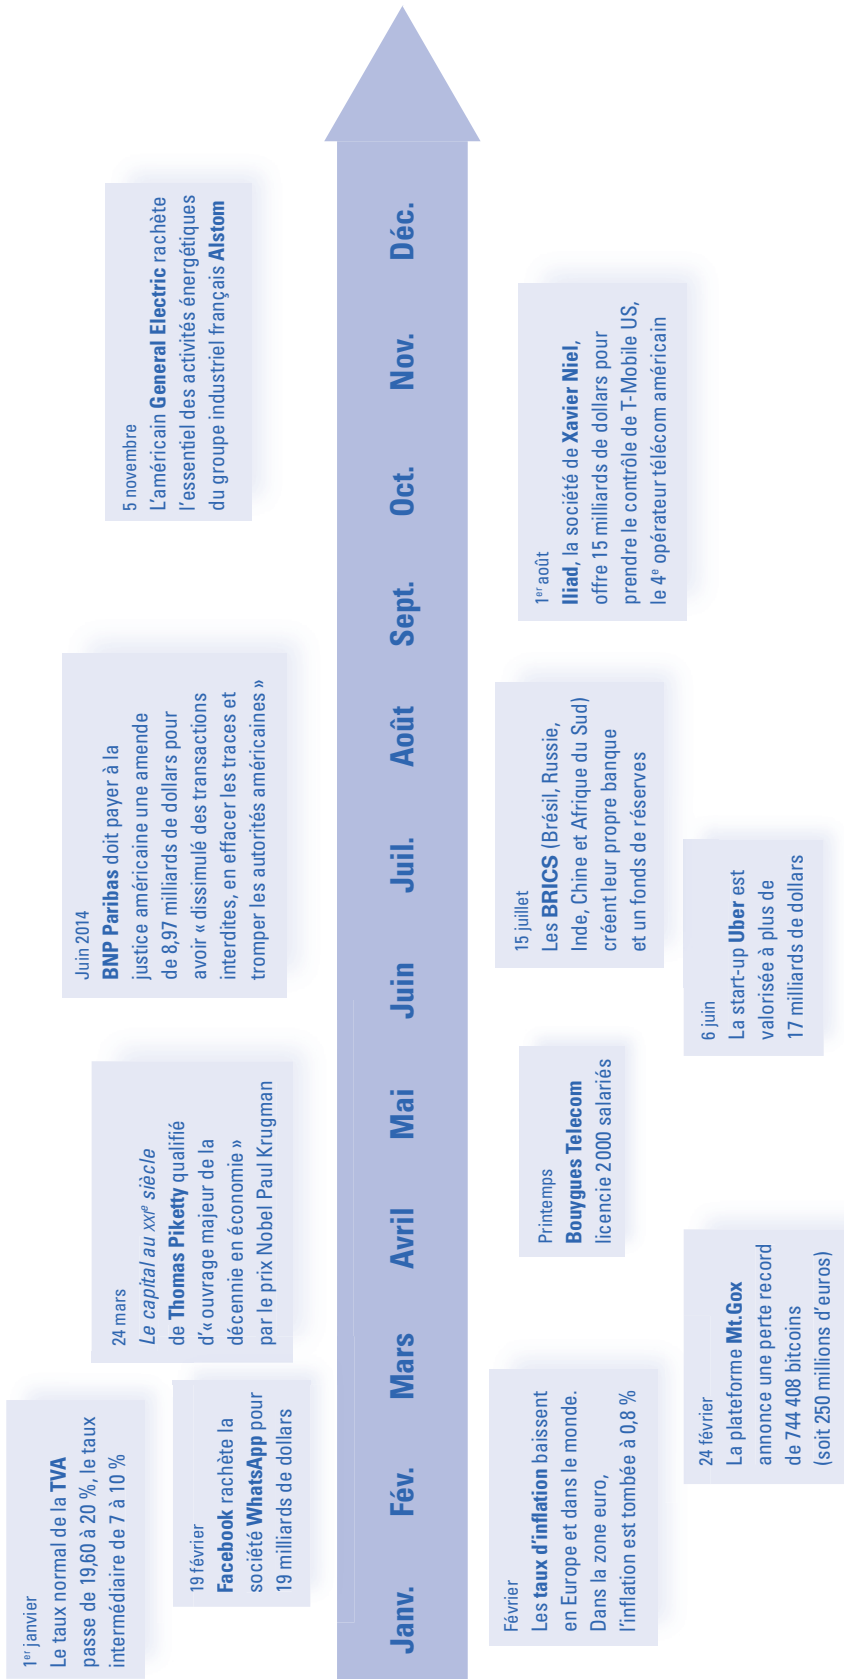 1er janvier
Le taux normal de la TVA
passe de 19,60 à 20 %, le taux
intermédiaire de 7 à 10 %
19 février
Facebook rachète la
société WhatsApp pour
19 milliards de dollars
24 mars
Le capital au XXIe siècle
de Thomas Piketty qualifié
d'« ouvrage majeur de la
décennie en économie »
par le prix Nobel Paul Krugman
Juin 2014
BNP Paribas doit payer à la
justice américaine une amende
de 8,97 milliards de dollars pour
avoir « dissimulé des transactions
interdites, en effacer les traces et
tromper les autorités américaines »
5 novembre
L'américain General Electric rachète
l'essentiel des activités énergétiques
du groupe industriel français Alstom
Janv. Fév. Mars Avril Mai Juin Juil. Août Sept. Oct. Nov. Déc.
Février
Les taux d'inflation baissent
en Europe et dans le monde.
Dans la zone euro,
l'inflation est tombée à 0,8 %
24 février
La plateforme Mt.Gox
annonce une perte record
de 744 408 bitcoins
(soit 250 millions d'euros)
Printemps
Bouygues Telecom
licencie 2 000 salariés
6 juin
La start-up Uber est
valorisée à plus de
17 milliards de dollars
15 juillet
Les BRICS (Brésil, Russie,
Inde, Chine et Afrique du Sud)
créent leur propre banque
et un fonds de réserves
1er août
Iliad, la société de Xavier Niel,
offre 15 milliards de dollars pour
prendre le contrôle de T-Mobile US,
le 4e opérateur télécom américain